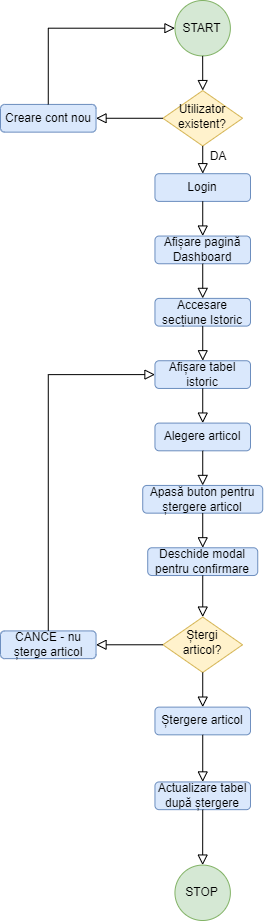 START
Utilizator
existent?
Creare cont nou
DA
Login
Afișare pagină
Dashboard
Accesare
secțiune Istoric
Afișare tabel
istoric
Alegere articol
Apasă buton pentru
ștergere articol
Deschide modal
pentru confirmare
Ștergi
articol?
CANCE - nu
șterge articol
Ștergere articol
Actualizare tabel
după ștergere
STOP